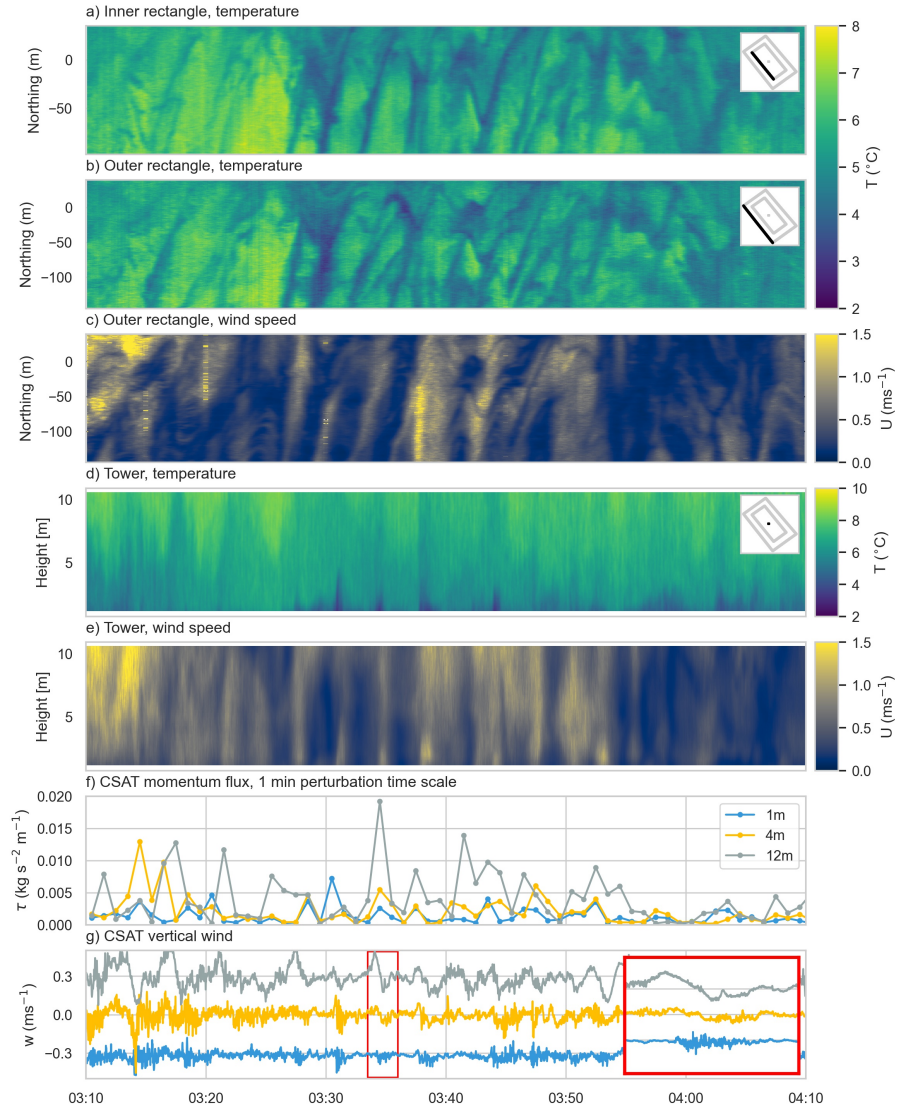 a) Inner rectangle, temperature
Northing (m)
0
−50
b) Outer rectangle, temperature
Northing (m)
0
−50
−100
8
7
6
5
4
3
2
T (°C)
c) Outer rectangle, wind speed
Northing (m)
0
−50
−100
1.5
1.0
0.5
0.0
U (ms⁻¹)
d) Tower, temperature
Height [m]
10
5
10
8
6
4
2
T (°C)
e) Tower, wind speed
Height [m]
10
5
1.5
1.0
0.5
0.0
U (ms⁻¹)
f) CSAT momentum flux, 1 min perturbation time scale
τ (kg s⁻² m⁻¹)
0.020
0.015
0.010
0.005
0.000
1m
4m
12m
g) CSAT vertical wind
w (ms⁻¹)
0.3
0.0
−0.3
03:10 03:20 03:30 03:40 03:50 04:00 04:10